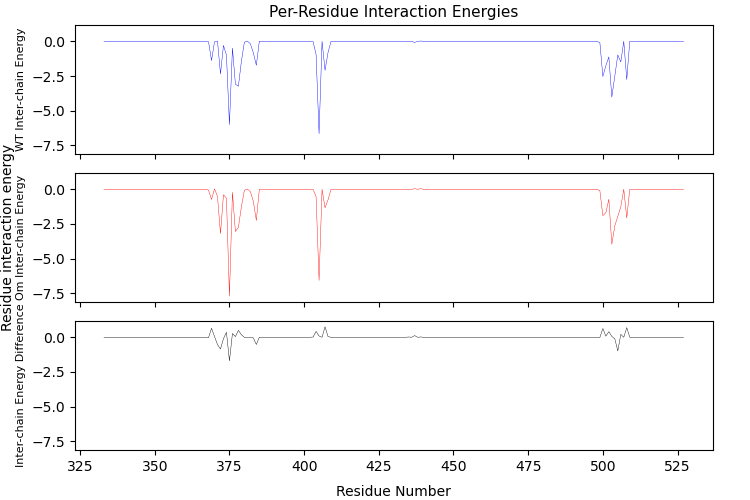 Per-Residue Interaction Energies
WT Inter-chain Energy
0.0
−2.5
−5.0
−7.5
Residue interaction energy
Om Inter-chain Energy
0.0
−2.5
−5.0
−7.5
Inter-chain Energy Difference
0.0
−2.5
−5.0
−7.5
325 350 375 400 425 450 475 500 525
Residue Number